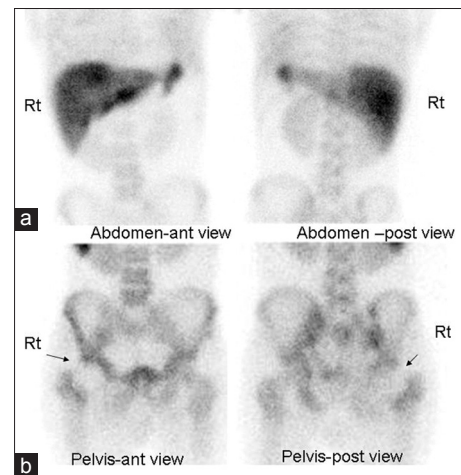 Rt
Rt
a
Abdomen-ant view
Abdomen –post view
Rt
Rt
b
Pelvis-ant view
Pelvis-post view